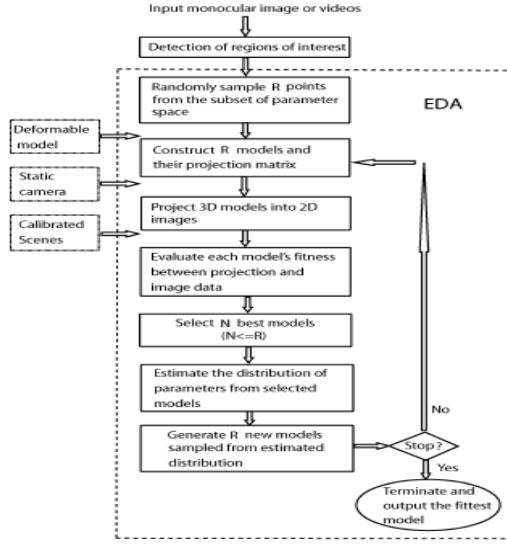 Input monocular image or videos
Detection of regions of interest
Randomly sample R points
from the subset of parameter
space
EDA
Deformable
model
Construct R models and
their projection matrix
Static
camera
Project 3D models into 2D
images
Calibrated
Scenes
Evaluate each model's fitness
between projection and
image data
Select N best models
(N<=R)
Estimate the distribution of
parameters from selected
models
No
Generate R new models
sampled from estimated
distribution
Stop?
Yes
Terminate and
output the fittest
model